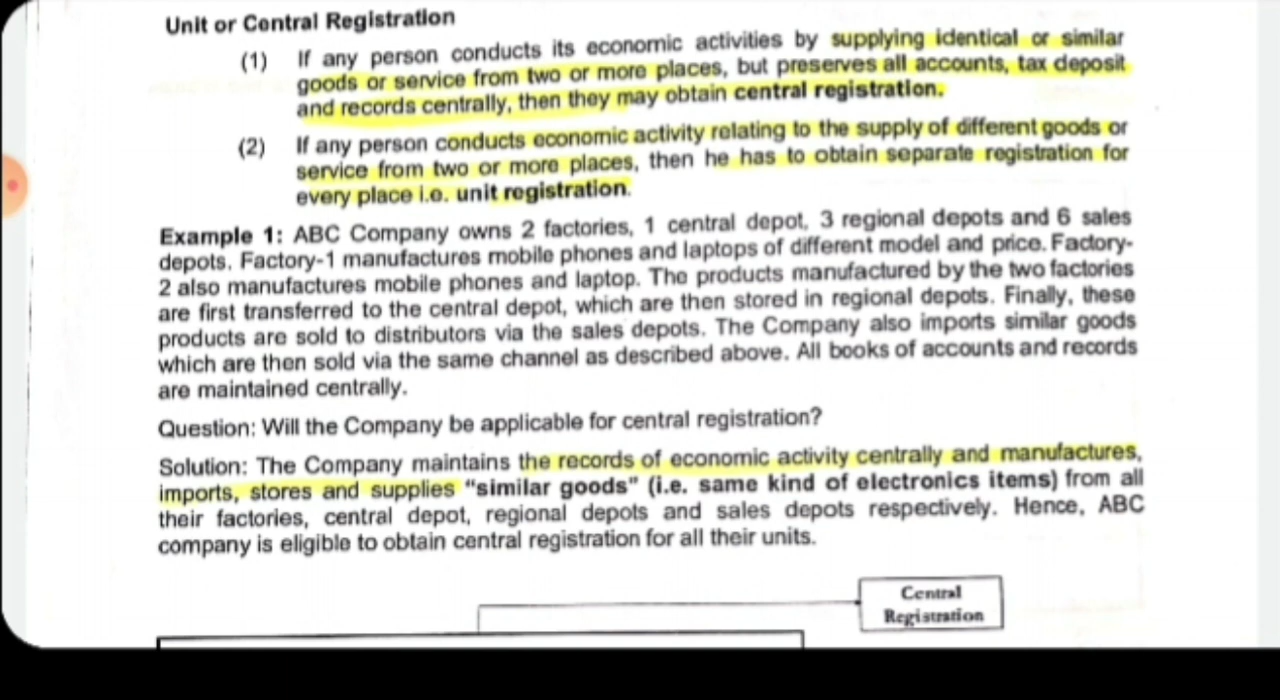 Unit or Central Registration
(1) If any person conducts its economic activities by supplying identical or similar
goods or service from two or more places, but preserves all accounts, tax deposit
and records centrally, then they may obtain central registration.
(2) If any person conducts economic activity relating to the supply of different goods or
service from two or more places, then he has to obtain separate registration for
every place i.e. unit registration.
Example 1: ABC Company owns 2 factories, 1 central depot, 3 regional depots and 6 sales
depots. Factory-1 manufactures mobile phones and laptops of different model and price. Factory-
2 also manufactures mobile phones and laptop. The products manufactured by the two factories
are first transferred to the central depot, which are then stored in regional depots. Finally, these
products are sold to distributors via the sales depots. The Company also imports similar goods
which are then sold via the same channel as described above. All books of accounts and records
are maintained centrally.
Question: Will the Company be applicable for central registration?
Solution: The Company maintains the records of economic activity centrally and manufactures,
imports, stores and supplies "similar goods" (i.e. same kind of electronics items) from all
their factories, central depot, regional depots and sales depots respectively. Hence, ABC
company is eligible to obtain central registration for all their units.
Central
Registration